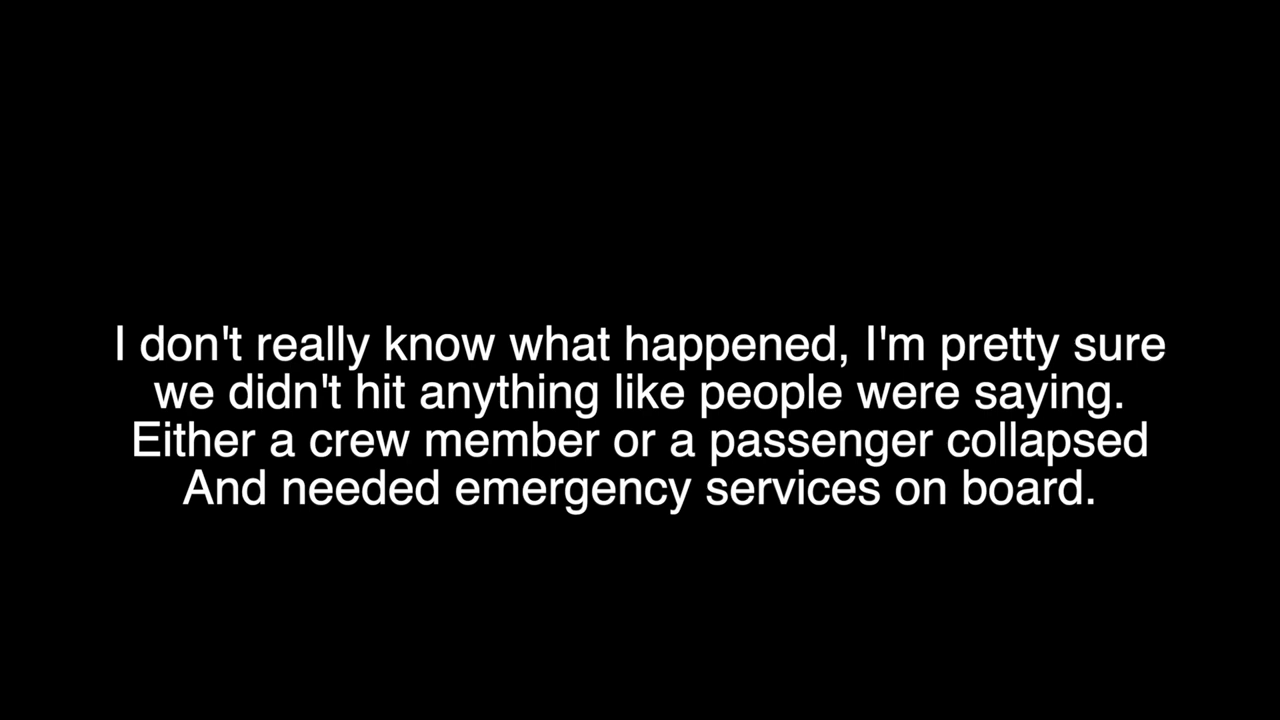 I don't really know what happened, I'm pretty sure
we didn't hit anything like people were saying.
Either a crew member or a passenger collapsed
And needed emergency services on board.